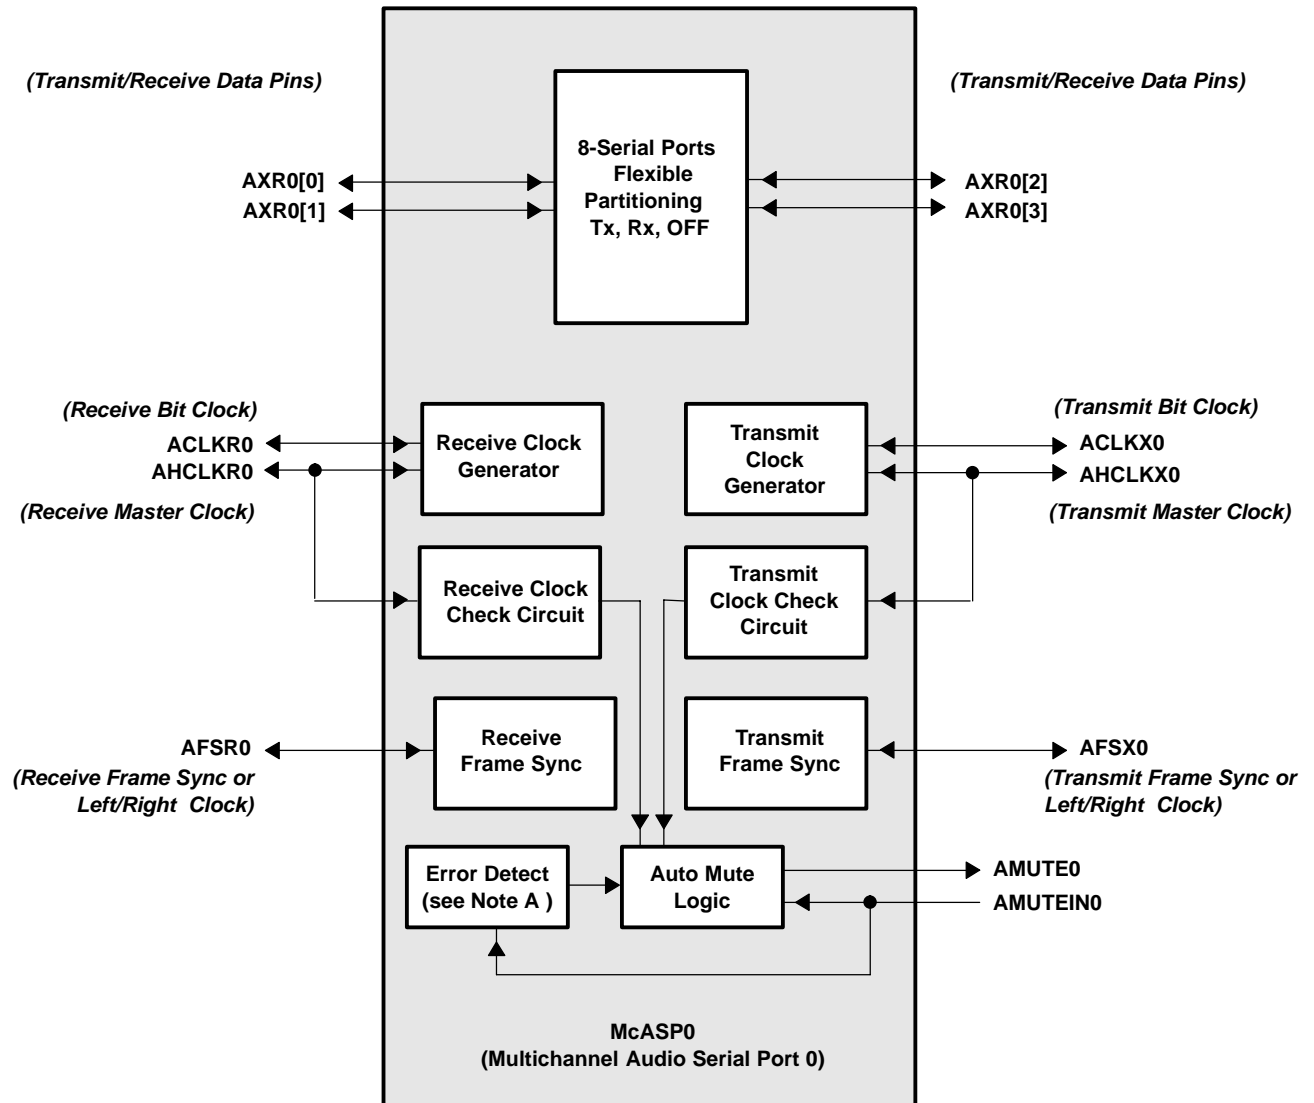 (Transmit/Receive Data Pins)
(Transmit/Receive Data Pins)
8-Serial Ports
Flexible
Partitioning
Tx, Rx, OFF
AXR0[0]
AXR0[1]
AXR0[2]
AXR0[3]
(Receive Bit Clock)
ACLKR0
AHCLKR0
(Receive Master Clock)
Receive Clock
Generator
Transmit
Clock
Generator
(Transmit Bit Clock)
ACLKX0
AHCLKX0
(Transmit Master Clock)
Receive Clock
Check Circuit
Transmit
Clock Check
Circuit
AFSR0
(Receive Frame Sync or
Left/Right Clock)
Receive
Frame Sync
Transmit
Frame Sync
AFSX0
(Transmit Frame Sync or
Left/Right Clock)
Error Detect
(see Note A )
Auto Mute
Logic
AMUTE0
AMUTEIN0
McASP0
(Multichannel Audio Serial Port 0)